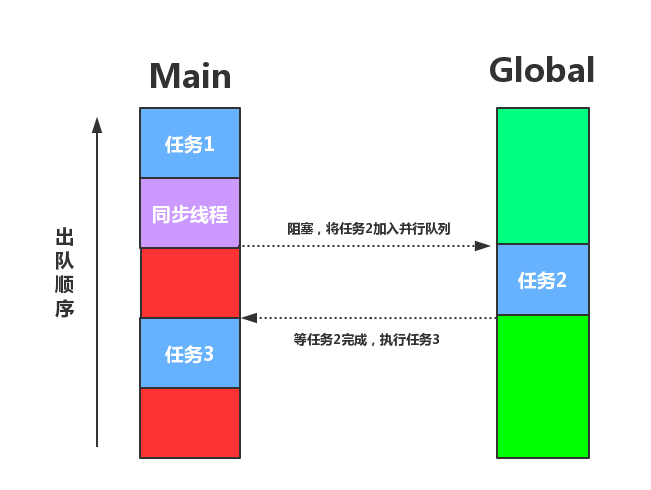 Main
Global
任务1
同步线程
阻塞，将任务2加入并行队列
出队顺序
任务2
等任务2完成，执行任务3
任务3